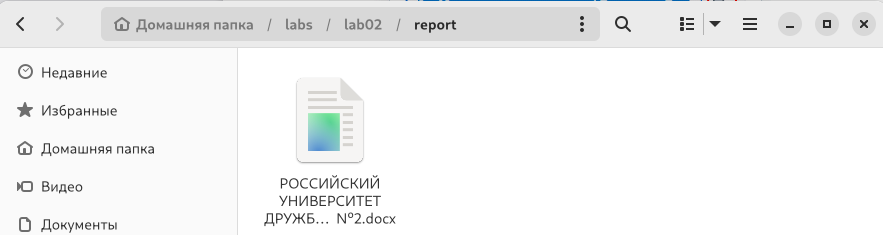 Домашняя папка / labs / lab02 / report
Недавние
Избранные
Домашняя папка
Видео
Документы
РОССИЙСКИЙ
УНИВЕРСИТЕТ
ДРУЖБ… №2.docx